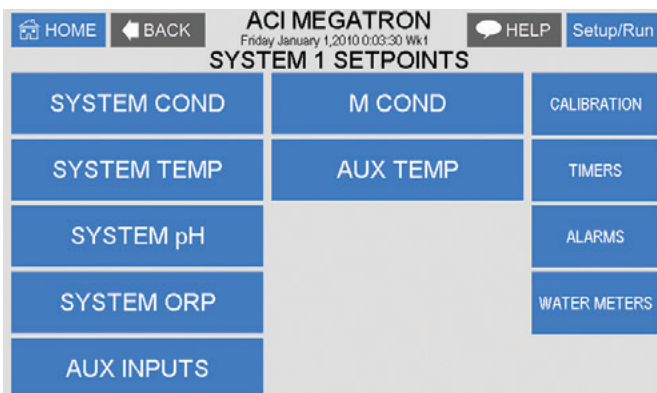 HOME BACK ACI MEGATRON HELP Setup/Run
Friday January 1,2010 0:03:30 Wk1
SYSTEM 1 SETPOINTS
SYSTEM COND M COND CALIBRATION
SYSTEM TEMP AUX TEMP TIMERS
SYSTEM pH ALARMS
SYSTEM ORP WATER METERS
AUX INPUTS